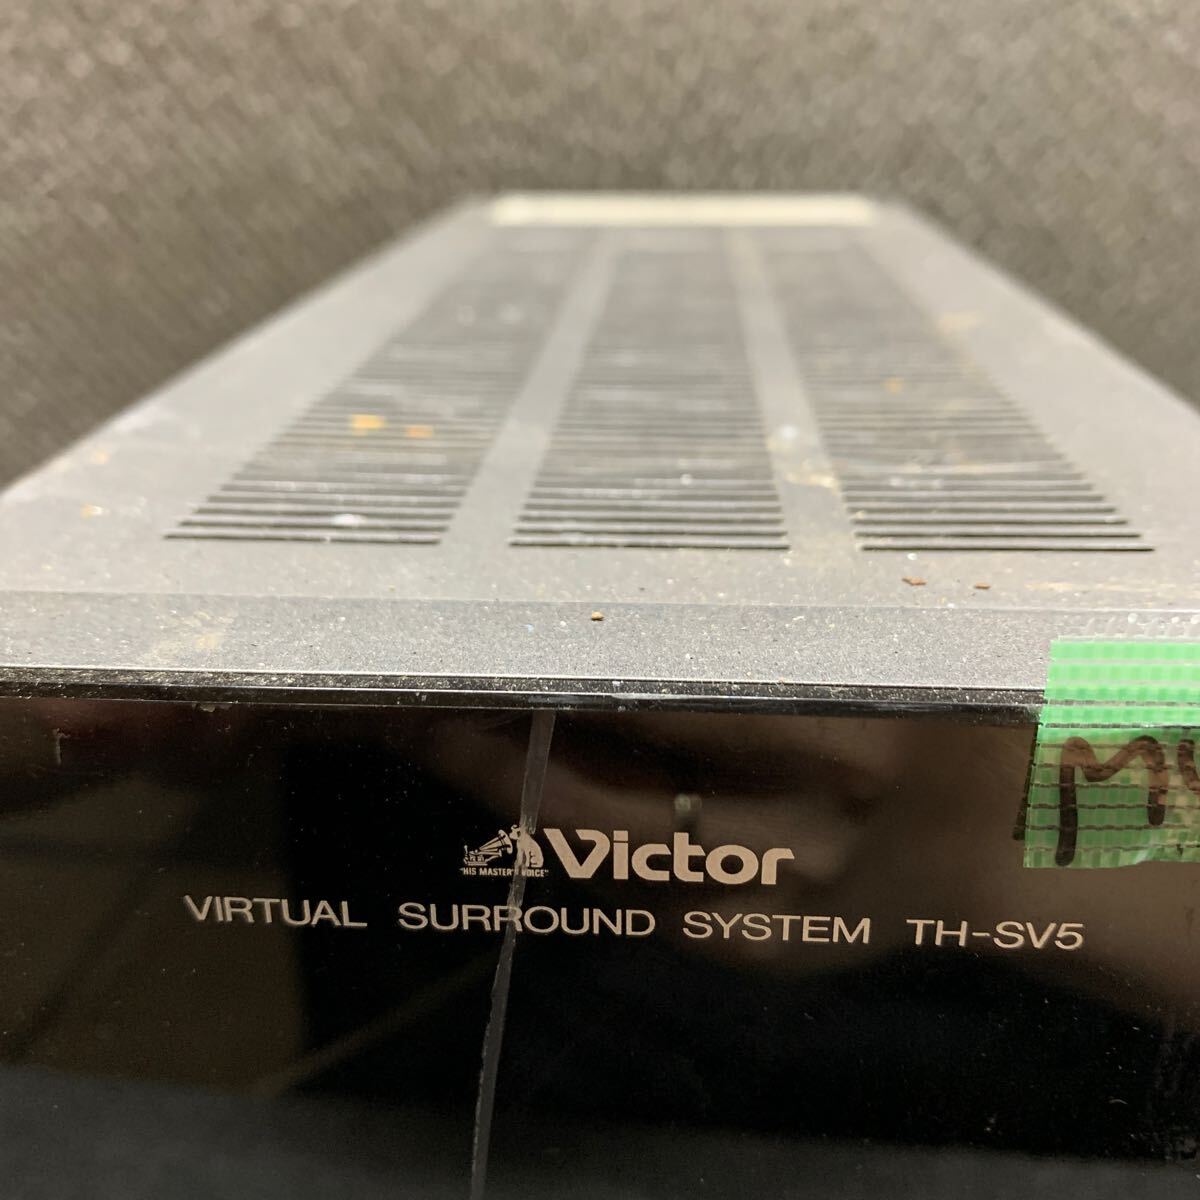 Victor
"HIS MASTER'S VOICE"
VIRTUAL SURROUND SYSTEM TH-SV5